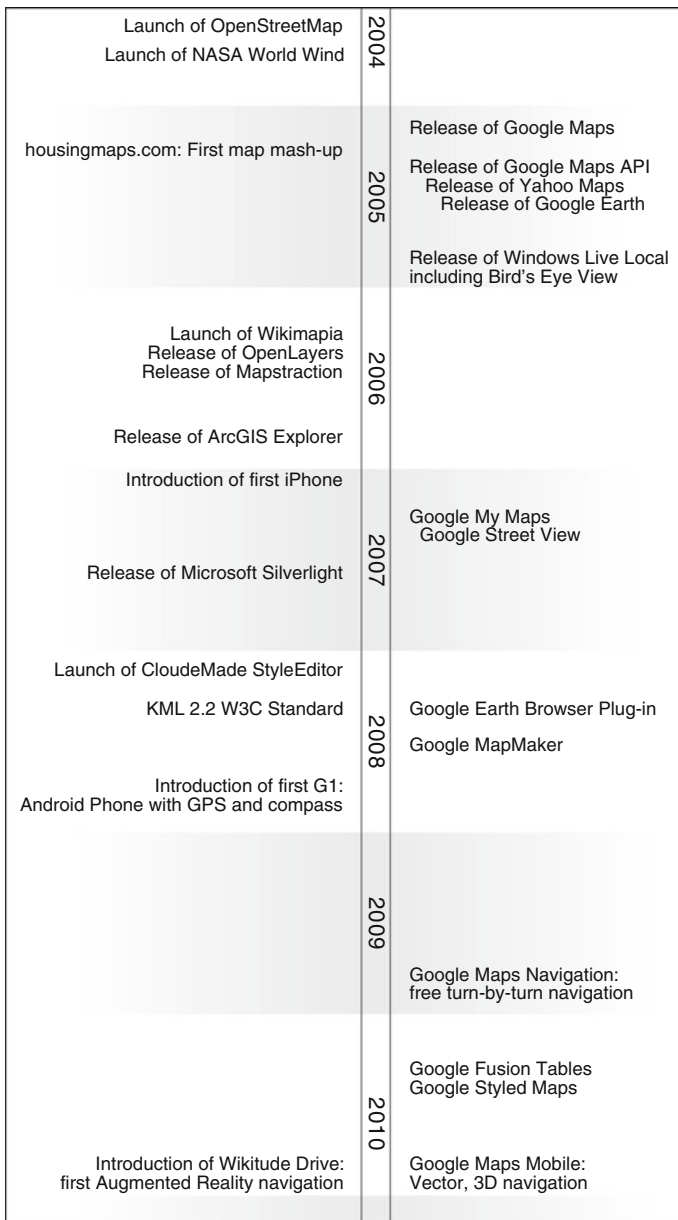 Launch of OpenStreetMap
Launch of NASA World Wind
2004
Release of Google Maps
housingmaps.com: First map mash-up
Release of Google Maps API
Release of Yahoo Maps
Release of Google Earth
2005
Release of Windows Live Local
including Bird's Eye View
Launch of Wikimapia
Release of OpenLayers
Release of Mapstraction
2006
Release of ArcGIS Explorer
Introduction of first iPhone
Google My Maps
Google Street View
2007
Release of Microsoft Silverlight
Launch of CloudeMade StyleEditor
KML 2.2 W3C Standard
Google Earth Browser Plug-in
2008
Google MapMaker
Introduction of first G1:
Android Phone with GPS and compass
2009
Google Maps Navigation:
free turn-by-turn navigation
Google Fusion Tables
Google Styled Maps
2010
Introduction of Wikitude Drive:
first Augmented Reality navigation
Google Maps Mobile:
Vector, 3D navigation